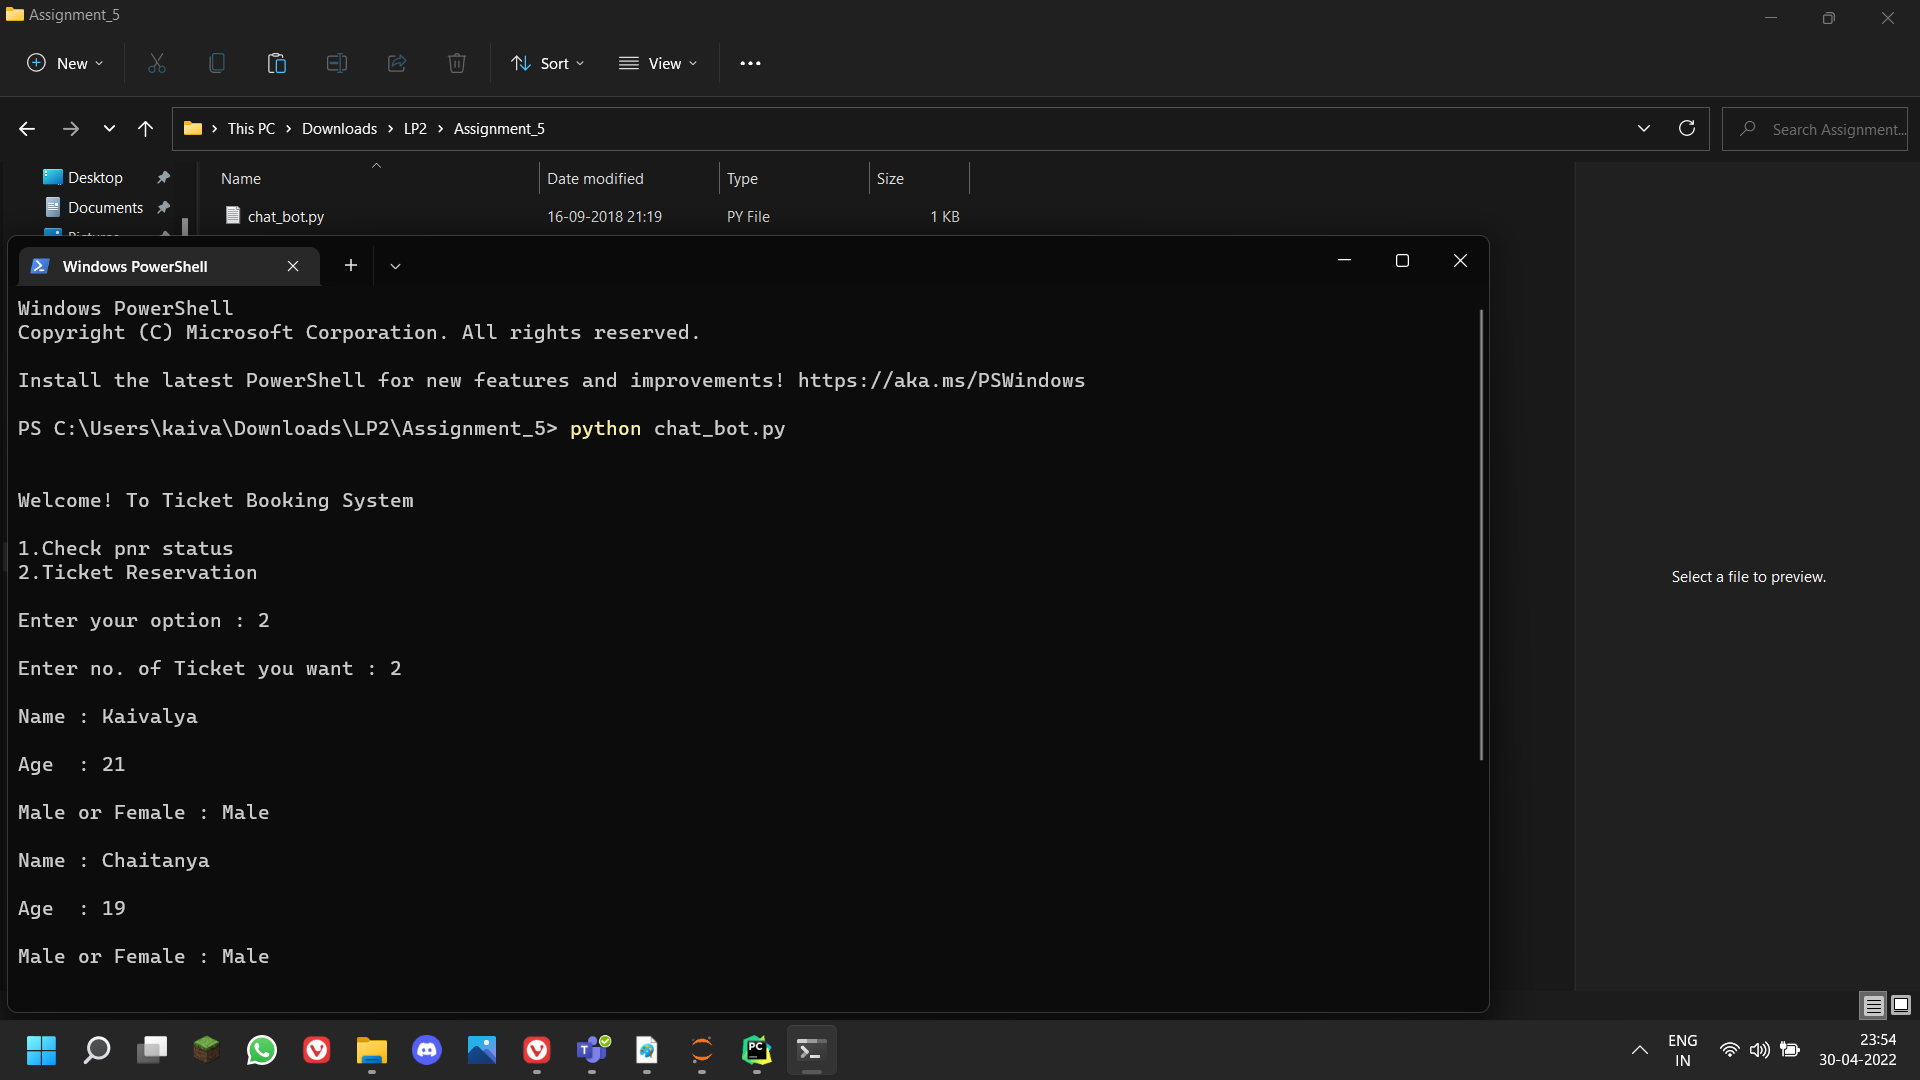 Assignment_5
New
Sort
View
This PC > Downloads > LP2 > Assignment_5
Search Assignment...
Desktop
Documents
Name
Date modified
Type
Size
chat_bot.py
16-09-2018 21:19
PY File
1 KB
Windows PowerShell
Windows PowerShell
Copyright (C) Microsoft Corporation. All rights reserved.
Install the latest PowerShell for new features and improvements! https://aka.ms/PSWindows
PS C:\Users\kaiva\Downloads\LP2\Assignment_5> python chat_bot.py
Welcome! To Ticket Booking System
1.Check pnr status
2.Ticket Reservation
Enter your option : 2
Enter no. of Ticket you want : 2
Name : Kaivalya
Age  : 21
Male or Female : Male
Name : Chaitanya
Age  : 19
Male or Female : Male
Select a file to preview.
PC
ENG
IN
23:54
30-04-2022